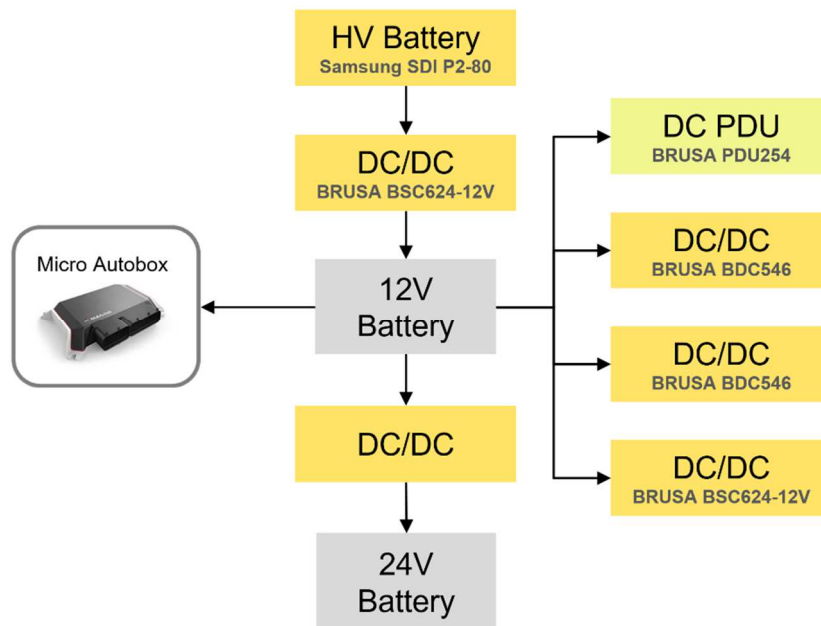 HV Battery
Samsung SDI P2-80
DC/DC
BRUSA BSC624-12V
DC PDU
BRUSA PDU254
DC/DC
BRUSA BDC546
Micro Autobox
12V
Battery
DC/DC
BRUSA BDC546
DC/DC
DC/DC
BRUSA BSC624-12V
24V
Battery